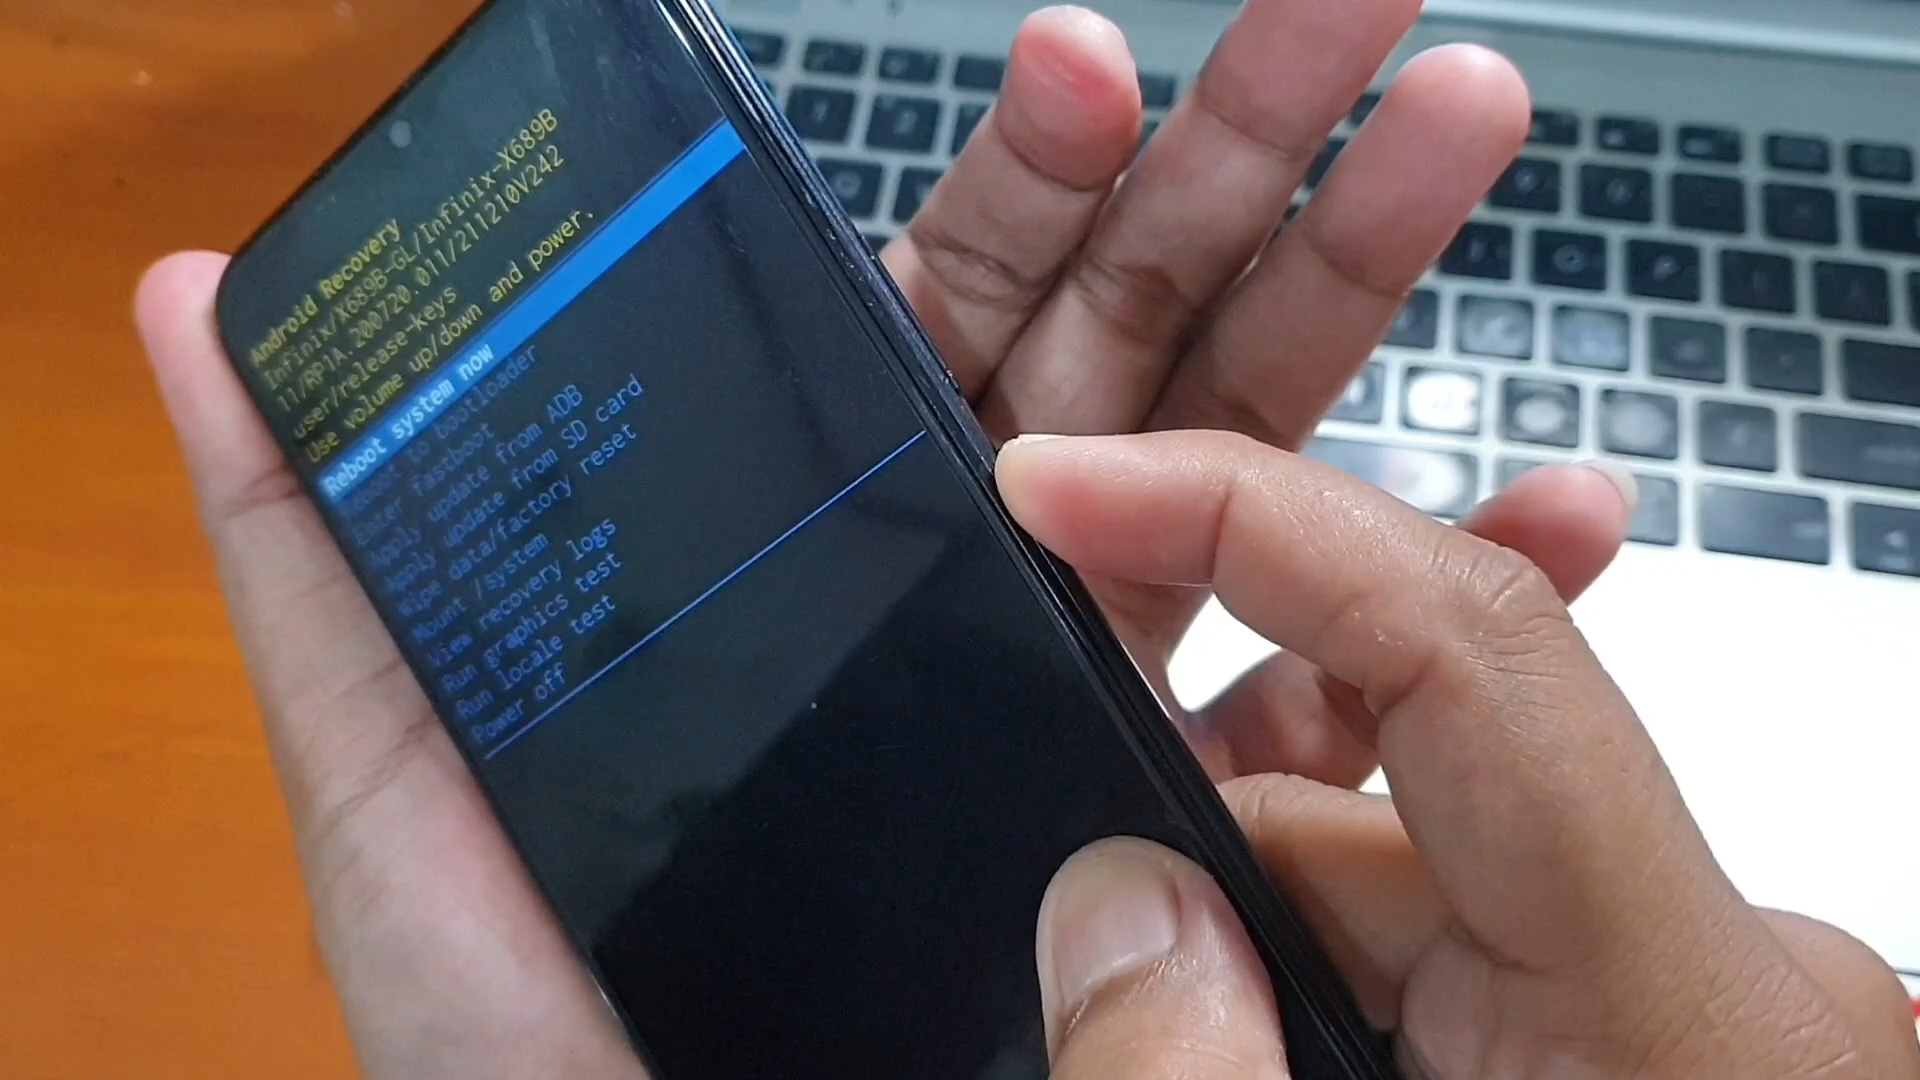 Android Recovery
Infinix/X689B-GL/Infinix-X689B
11/RP1A.200720.011/211210V242
user/release-keys
Use volume up/down and power.
Reboot system now
Reboot to bootloader
Enter fastboot
Apply update from ADB
Apply update from SD card
Wipe data/factory reset
Mount /system
View recovery logs
Run graphics test
Run locale test
Power off